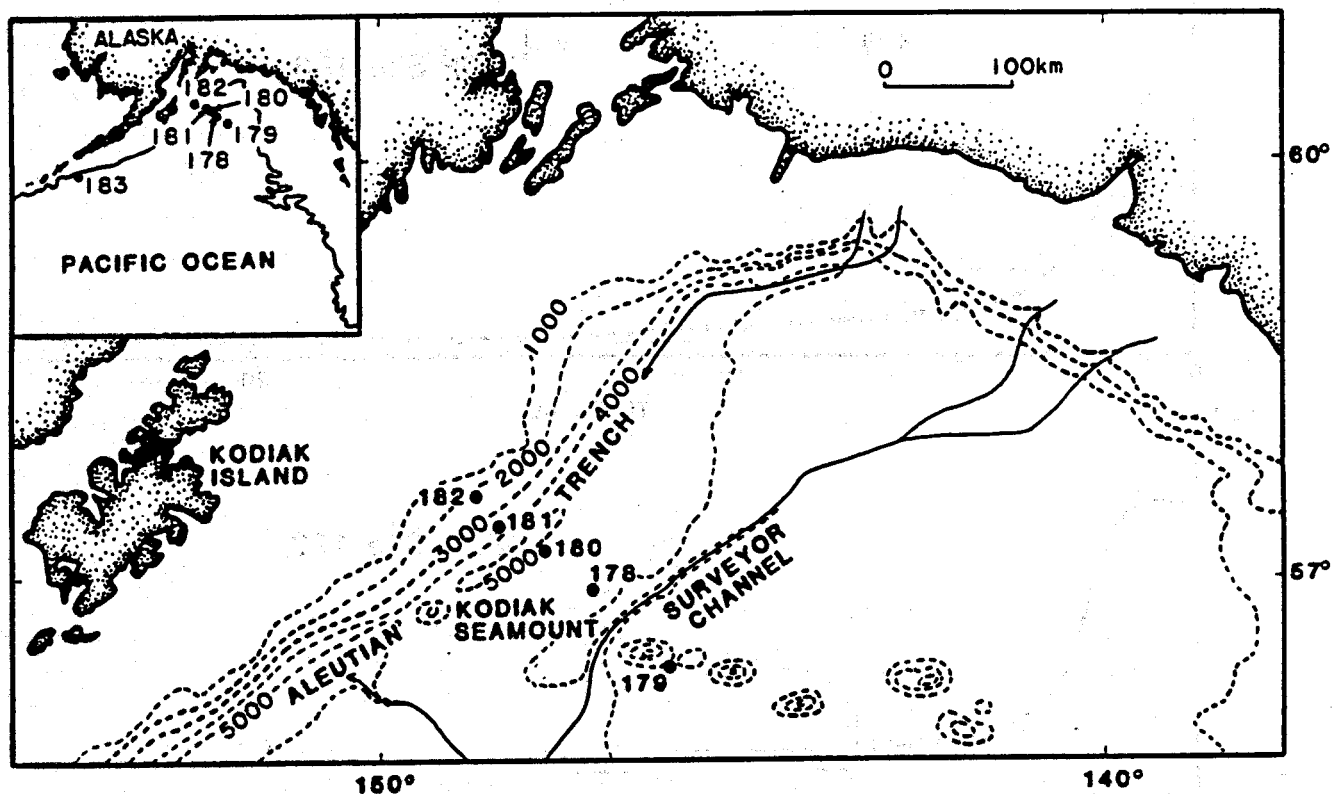 ALASKA
182
180
181
179
178
183
PACIFIC OCEAN
0 100km
60°
1000
4000
KODIAK
ISLAND
2000
TRENCH
182
3000
181
5000
180
178
57°
SURVEYOR
CHANNEL
KODIAK
SEAMOUNT
ALEUTIAN
179
5000
150°
140°